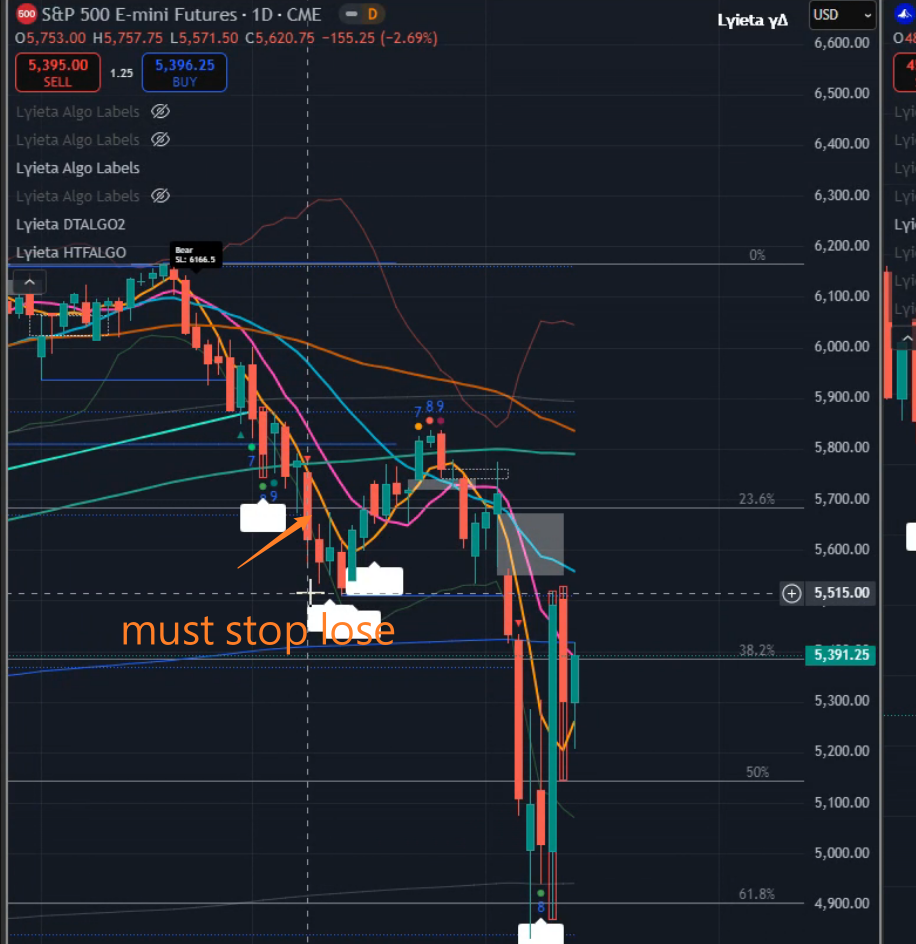 500 S&P 500 E-mini Futures · 1D · CME D
Lyieta γΔ
USD
O5,753.00 H5,757.75 L5,571.50 C5,620.75 −155.25 (−2.69%)
5,395.00
SELL
1.25
5,396.25
BUY
Lyieta Algo Labels
Lyieta Algo Labels
Lyieta Algo Labels
Lyieta Algo Labels
Lyieta DTALGO2
Lyieta HTFALGO
Bear
SL: 6166.5
0%
7 8 9
7
9
23.6%
must stop lose
38.2%
50%
61.8%
8
6,600.00
6,500.00
6,400.00
6,300.00
6,200.00
6,100.00
6,000.00
5,900.00
5,800.00
5,700.00
5,600.00
5,515.00
5,391.25
5,300.00
5,200.00
5,100.00
5,000.00
4,900.00